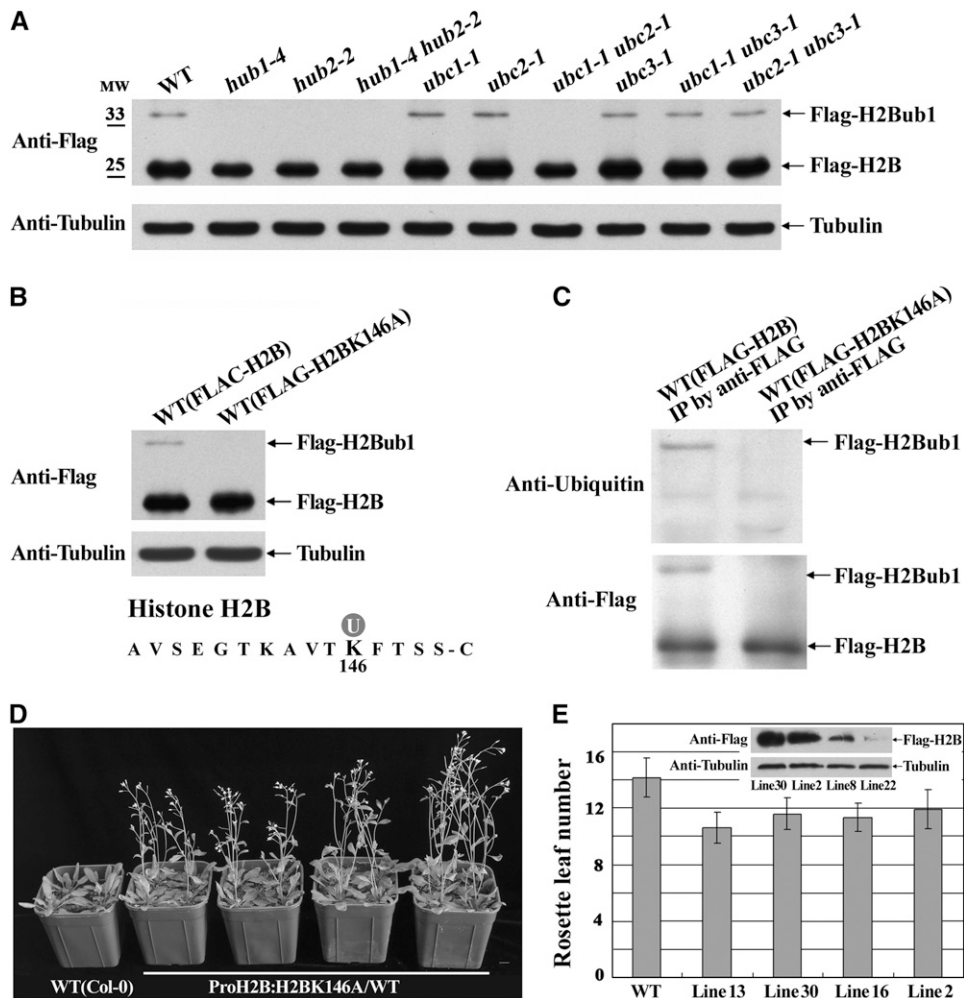 A
WT
hub1-4
hub2-2
hub1-4 hub2-2
ubc1-1
ubc2-1
ubc1-1 ubc2-1
ubc3-1
ubc1-1 ubc3-1
ubc2-1 ubc3-1
MW
33
25
Anti-Flag
Flag-H2Bub1
Flag-H2B
Anti-Tubulin
Tubulin
B
WT(FLAC-H2B)
WT(FLAG-H2BK146A)
Anti-Flag
Flag-H2Bub1
Flag-H2B
Anti-Tubulin
Tubulin
Histone H2B
U
A V S E G T K A V T K F T S S - C
146
C
WT(FLAG-H2B)
IP by anti-FLAG
WT(FLAG-H2BK146A)
IP by anti-FLAG
Anti-Ubiquitin
Flag-H2Bub1
Anti-Flag
Flag-H2Bub1
Flag-H2B
D
WT(Col-0)
ProH2B:H2BK146A/WT
E
Rosette leaf number
16
12
8
4
0
Anti-Flag
Flag-H2B
Anti-Tubulin
Tubulin
Line30 Line2 Line8 Line22
WT Line 13 Line 30 Line 16 Line 2